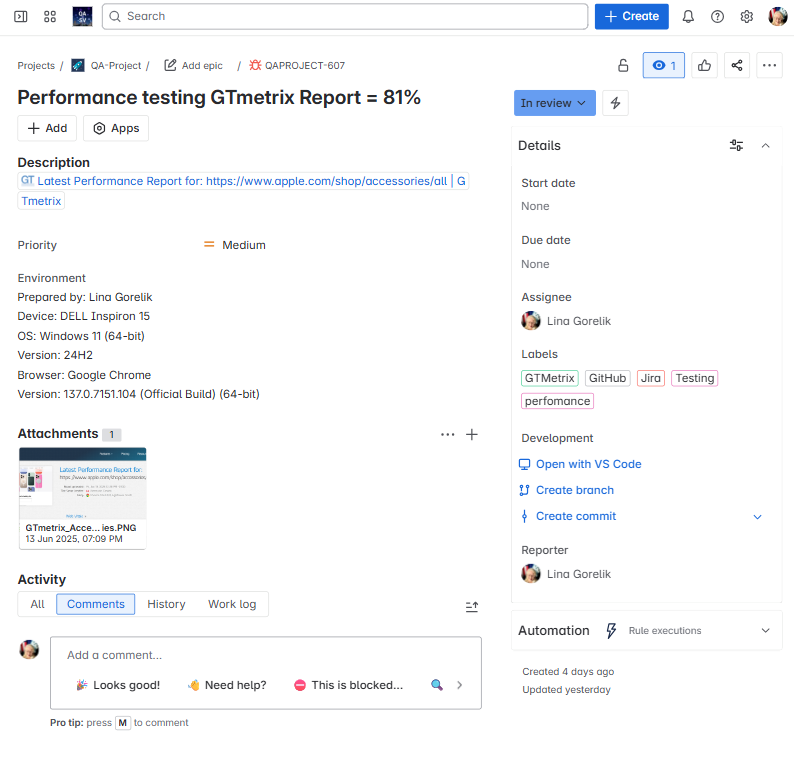 QA
SV
Search
Create
Projects / QA-Project / Add epic / QAPROJECT-607
1
Performance testing GTmetrix Report = 81%
In review
Add
Apps
Details
Description
GT Latest Performance Report for: https://www.apple.com/shop/accessories/all | G
Tmetrix
Start date
None
Priority
Medium
Due date
None
Environment
Prepared by: Lina Gorelik
Device: DELL Inspiron 15
OS: Windows 11 (64-bit)
Version: 24H2
Browser: Google Chrome
Version: 137.0.7151.104 (Official Build) (64-bit)
Assignee
Lina Gorelik
Labels
GTMetrix GitHub Jira Testing
perfomance
Attachments 1
Latest Performance Report for:
https://www.apple.com/shop/accessories
GTmetrix_Acce... ies.PNG
13 Jun 2025, 07:09 PM
Development
Open with VS Code
Create branch
Create commit
Reporter
Lina Gorelik
Activity
All Comments History Work log
Automation Rule executions
Add a comment...
Looks good! Need help? This is blocked...
Pro tip: press M to comment
Created 4 days ago
Updated yesterday